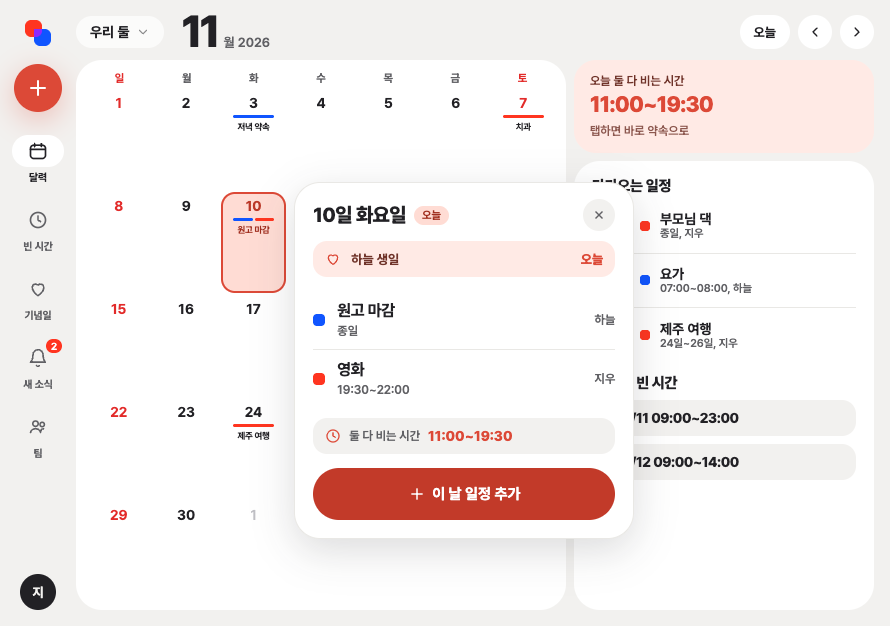 우리 둘
11 월 2026
오늘
일 월 화 수 목 금 토
1 2 3 4 5 6 7
저녁 약속 치과
8 9 10
원고 마감
15 16 17
22 23 24
제주 여행
29 30 1
달력
빈 시간
기념일
2
새 소식
팀
지
10일 화요일 오늘
하늘 생일 오늘
원고 마감
종일
하늘
영화
19:30~22:00
지우
둘 다 비는 시간 11:00~19:30
이 날 일정 추가
오늘 둘 다 비는 시간
11:00~19:30
탭하면 바로 약속으로
일정
부모님 댁
종일, 지우
요가
07:00~08:00, 하늘
제주 여행
24일~26일, 지우
빈 시간
/11 09:00~23:00
/12 09:00~14:00